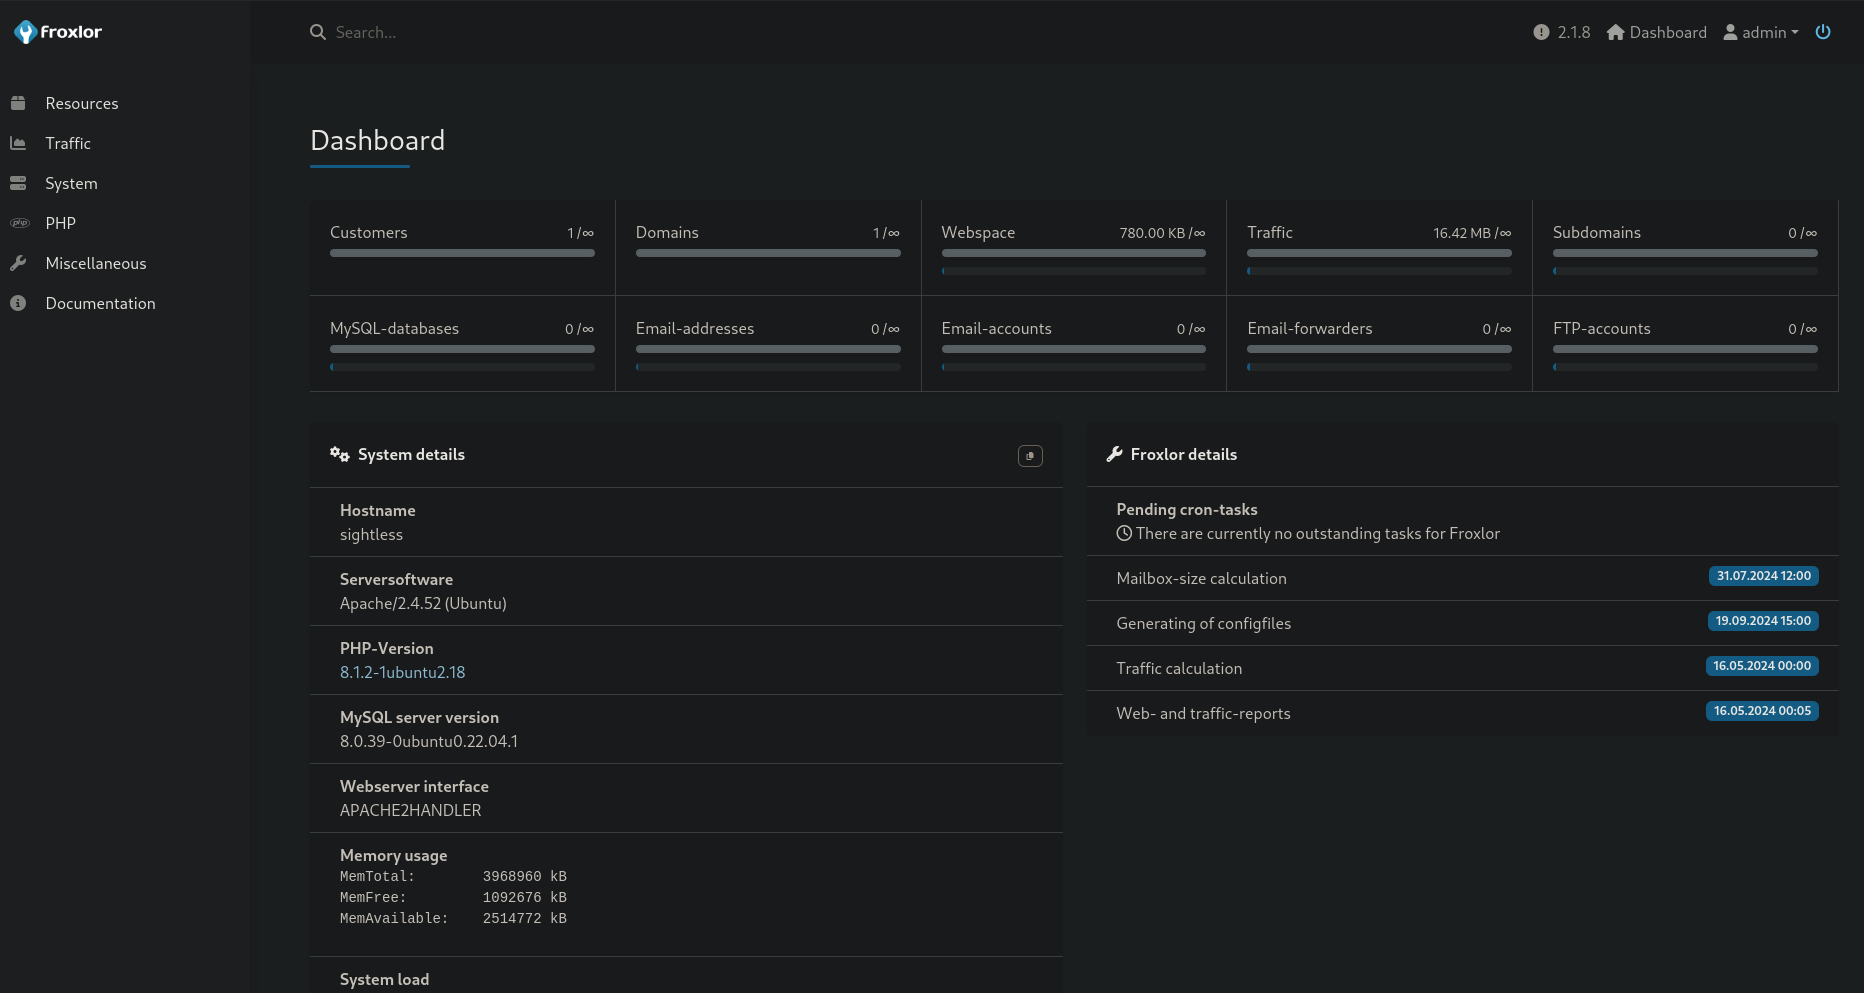 froxlor
Search...
2.1.8 Dashboard admin
Resources
Traffic
System
php PHP
Miscellaneous
Documentation
Dashboard
Customers 1 /∞
Domains 1 /∞
Webspace 780.00 KB /∞
Traffic 16.42 MB /∞
Subdomains 0 /∞
MySQL-databases 0 /∞
Email-addresses 0 /∞
Email-accounts 0 /∞
Email-forwarders 0 /∞
FTP-accounts 0 /∞
System details
Hostname
sightless
Serversoftware
Apache/2.4.52 (Ubuntu)
PHP-Version
8.1.2-1ubuntu2.18
MySQL server version
8.0.39-0ubuntu0.22.04.1
Webserver interface
APACHE2HANDLER
Memory usage
MemTotal: 3968960 kB
MemFree: 1092676 kB
MemAvailable: 2514772 kB
System load
Froxlor details
Pending cron-tasks
There are currently no outstanding tasks for Froxlor
Mailbox-size calculation 31.07.2024 12:00
Generating of configfiles 19.09.2024 15:00
Traffic calculation 16.05.2024 00:00
Web- and traffic-reports 16.05.2024 00:05